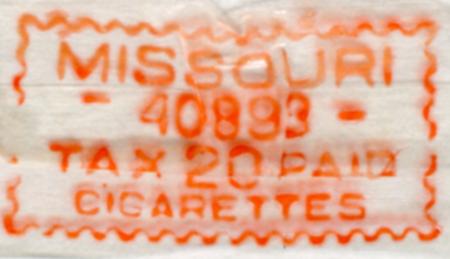 MISSOURI
- 40893 -
TAX 20 PAID
CIGARETTES